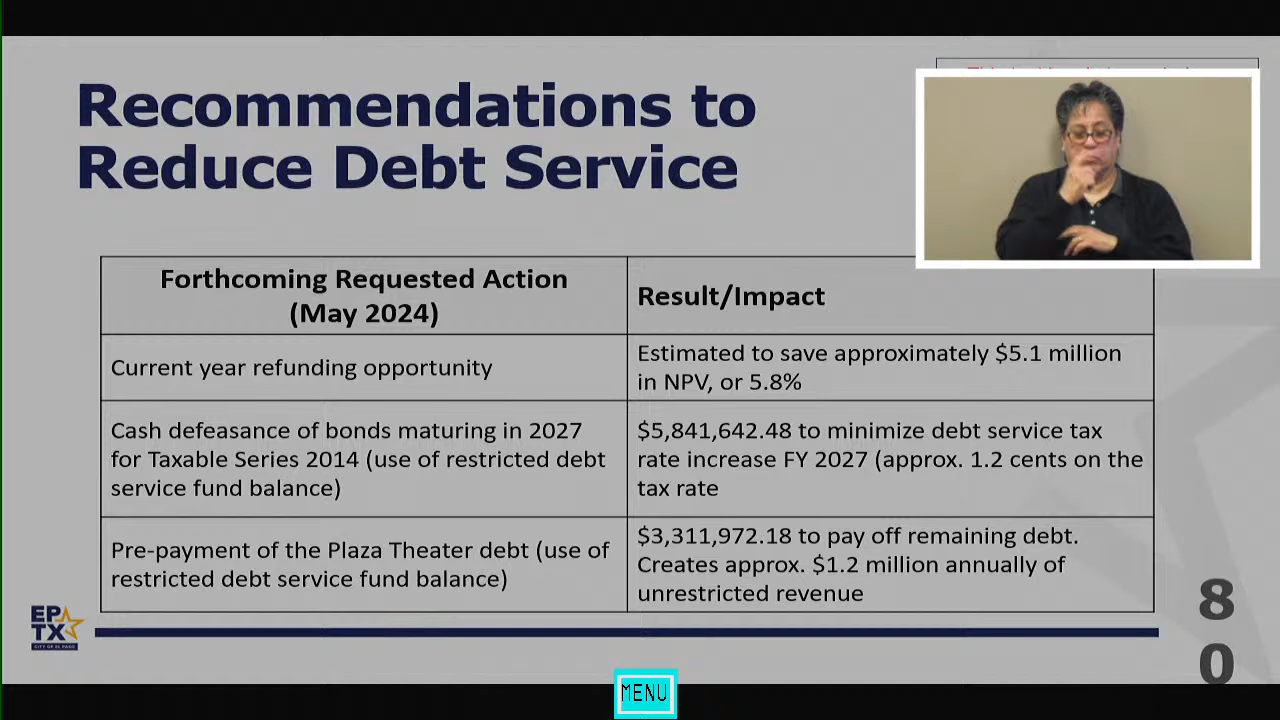 Recommendations to
Reduce Debt Service
Forthcoming Requested Action
(May 2024)
Result/Impact
Current year refunding opportunity
Estimated to save approximately $5.1 million
in NPV, or 5.8%
Cash defeasance of bonds maturing in 2027
for Taxable Series 2014 (use of restricted debt
service fund balance)
$5,841,642.48 to minimize debt service tax
rate increase FY 2027 (approx. 1.2 cents on the
tax rate
Pre-payment of the Plaza Theater debt (use of
restricted debt service fund balance)
$3,311,972.18 to pay off remaining debt.
Creates approx. $1.2 million annually of
unrestricted revenue
EP
TX
CITY OF EL PASO
8
0
MENU